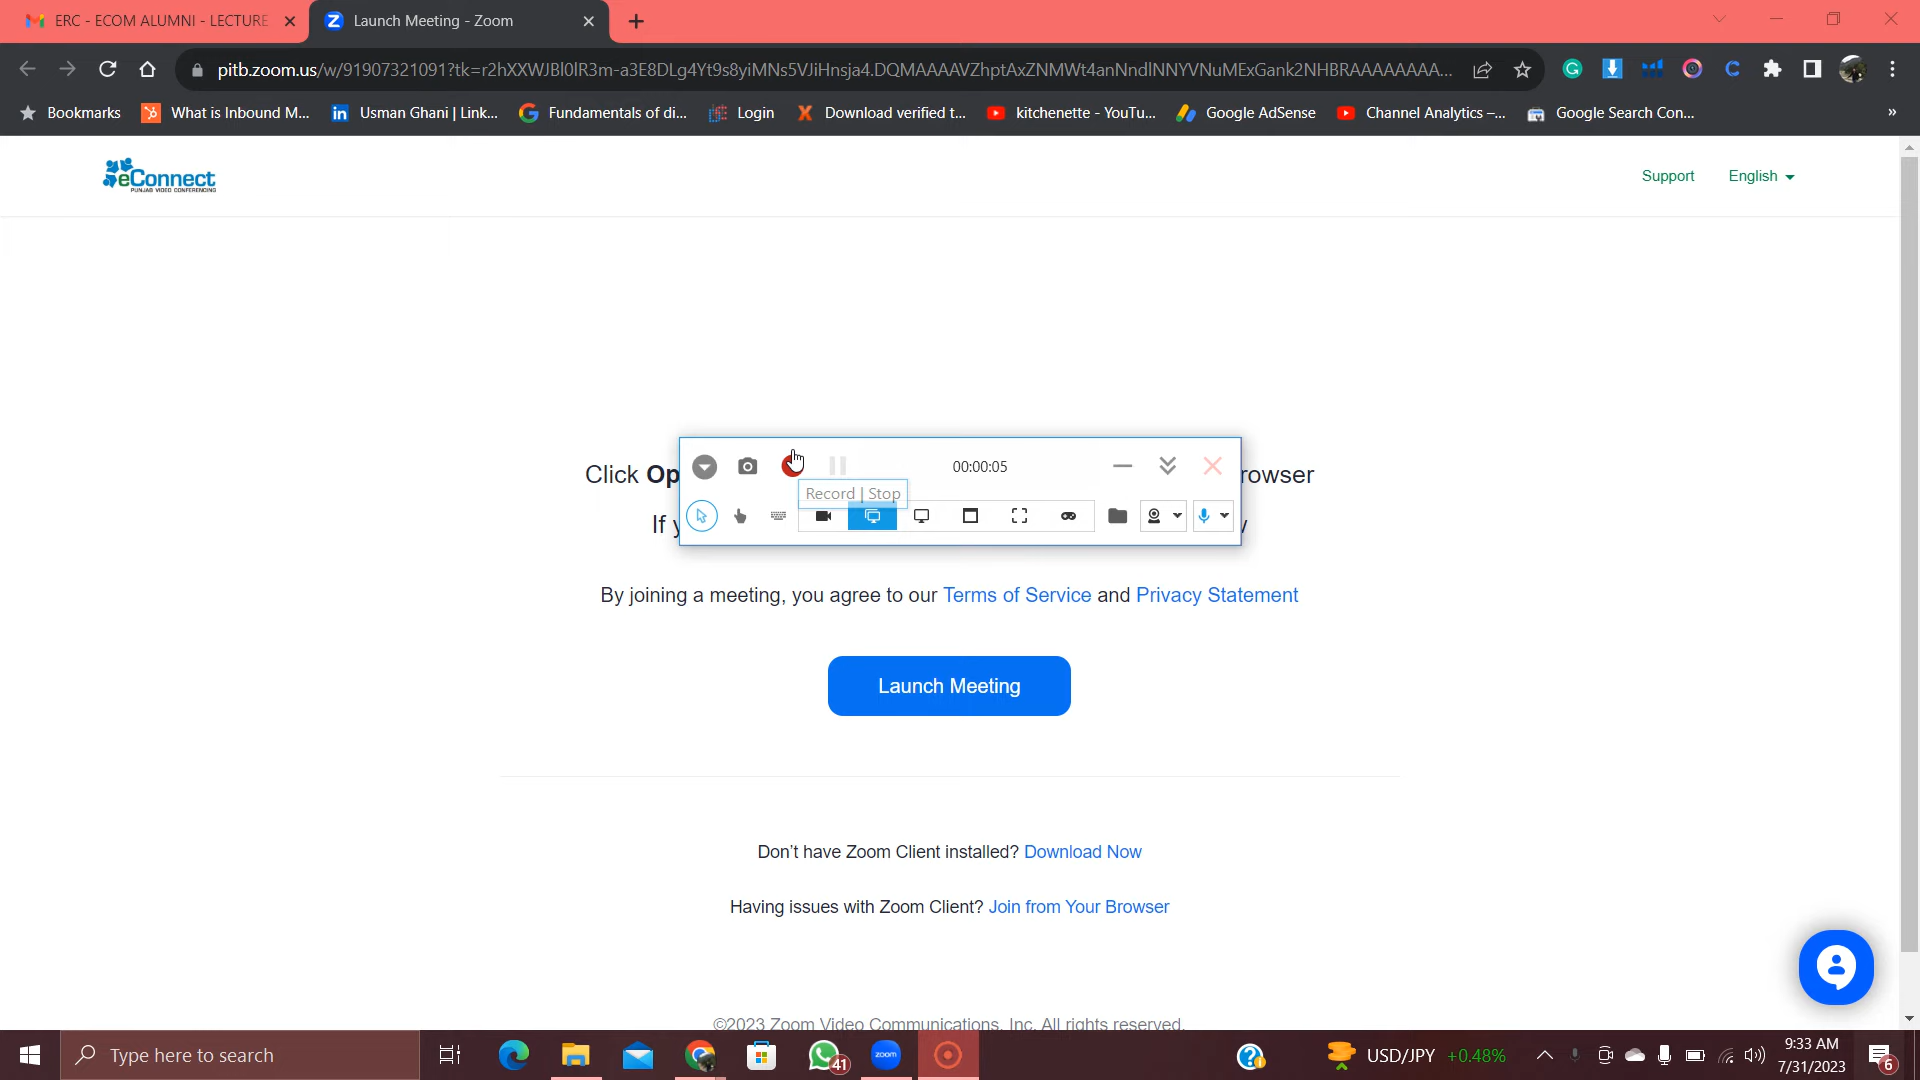 ERC - ECOM ALUMNI - LECTURE
Launch Meeting - Zoom
pitb.zoom.us/w/91907321091?tk=r2hXXWJBl0lR3m-a3E8DLg4Yt9s8yiMNs5VJiHnsja4.DQMAAAAVZhptAxZNMWt4anNndlNNYVNuMExGank2NHBRAAAAAAAA...
Bookmarks
What is Inbound M...
Usman Ghani | Link...
Fundamentals of di...
Login
Download verified t...
kitchenette - YouTu...
Google AdSense
Channel Analytics –...
Google Search Con...
»
eConnect
PUNJAB VIDEO CONFERENCING
Support
English
Click Op
rowser
00:00:05
Record | Stop
If y
By joining a meeting, you agree to our Terms of Service and Privacy Statement
Launch Meeting
Don't have Zoom Client installed? Download Now
Having issues with Zoom Client? Join from Your Browser
©2023 Zoom Video Communications, Inc. All rights reserved.
Type here to search
41
zoom
USD/JPY +0.48%
9:33 AM
7/31/2023
6